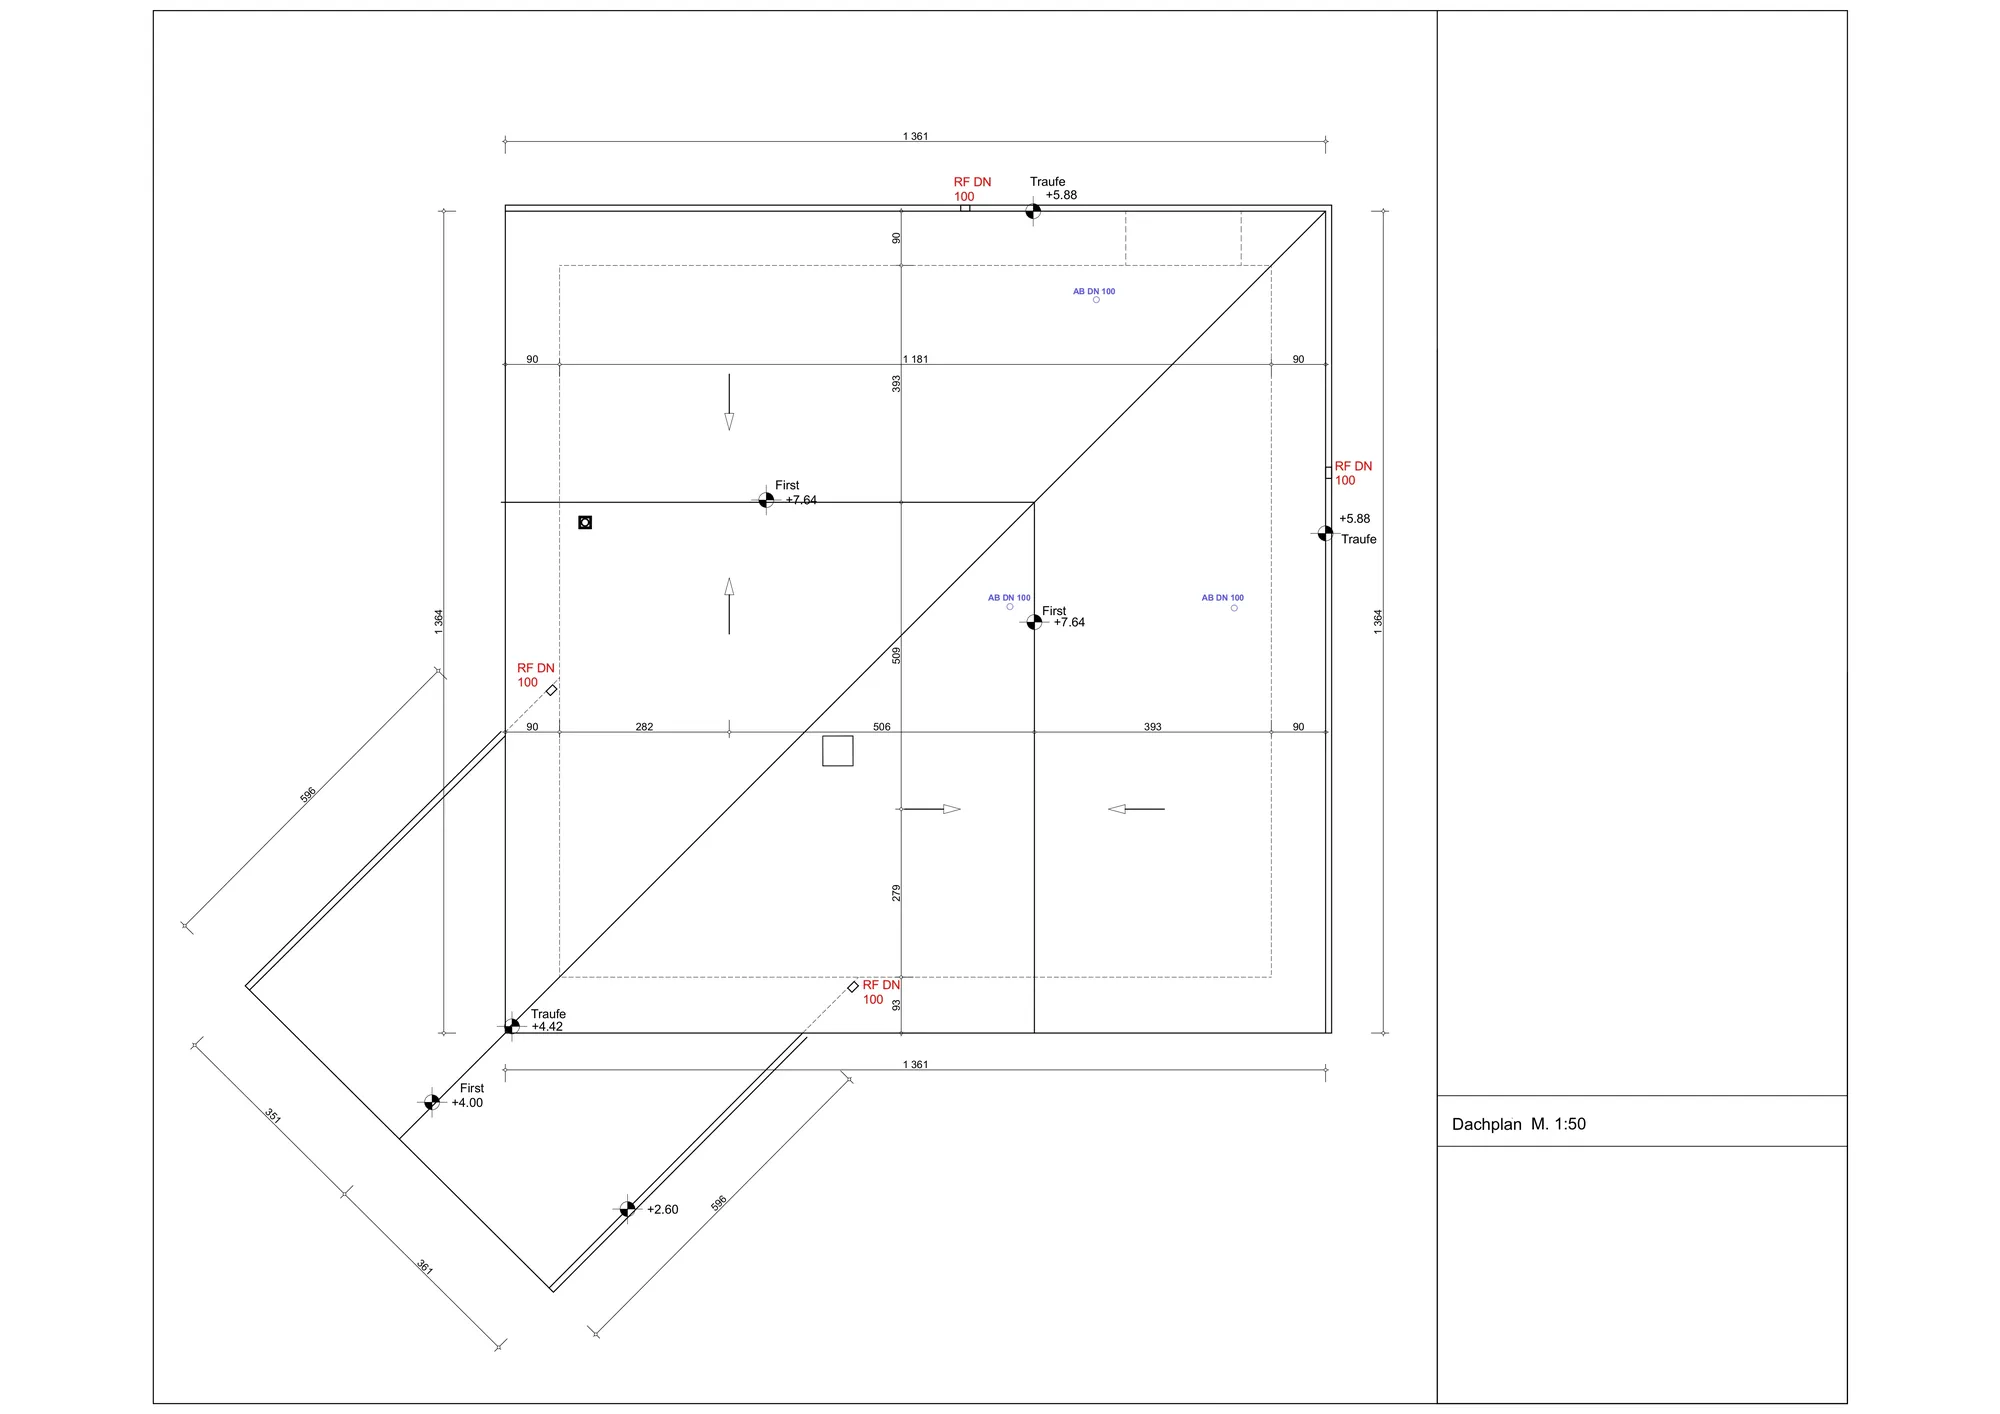 1 361
RF DN
100
Traufe
+5.88
90
AB DN 100
90
1 181
90
393
First
+7.64
RF DN
100
+5.88
Traufe
AB DN 100
AB DN 100
First
+7.64
1 364
1 364
509
RF DN
100
90
282
506
393
90
596
279
RF DN
100
93
Traufe
+4.42
1 361
First
+4.00
351
Dachplan M. 1:50
596
+2.60
361